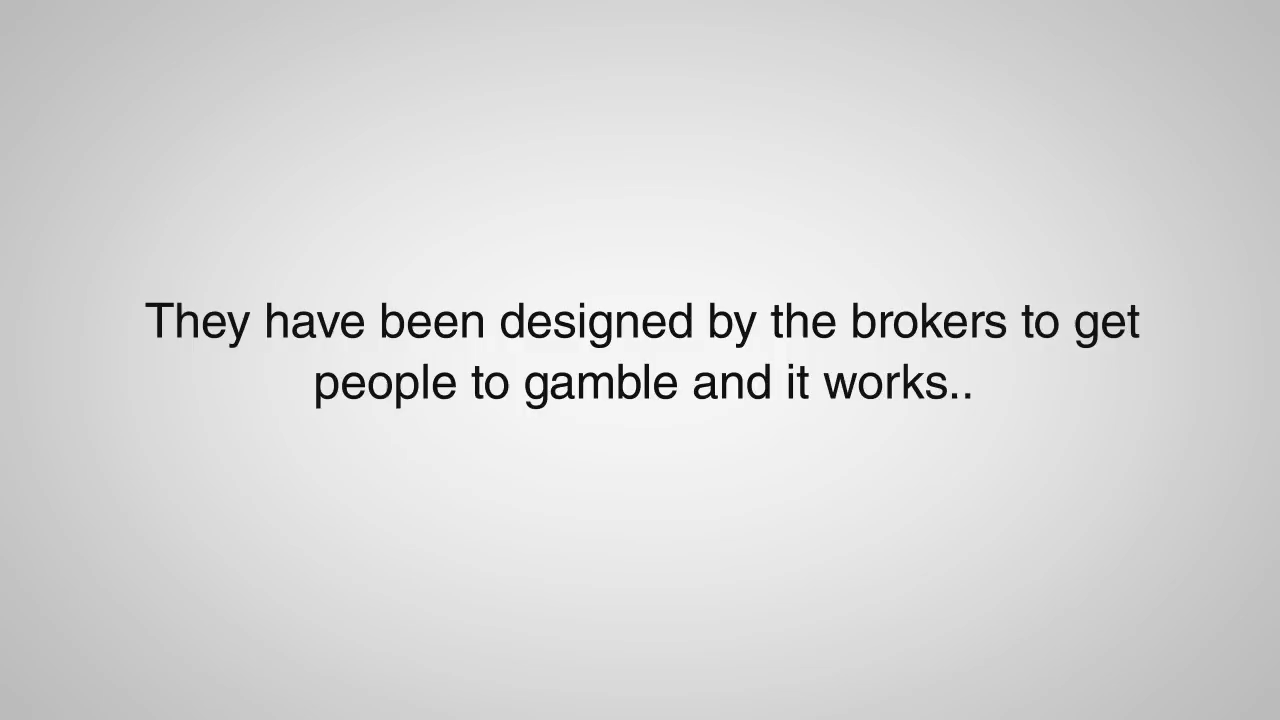 They have been designed by the brokers to get
people to gamble and it works..